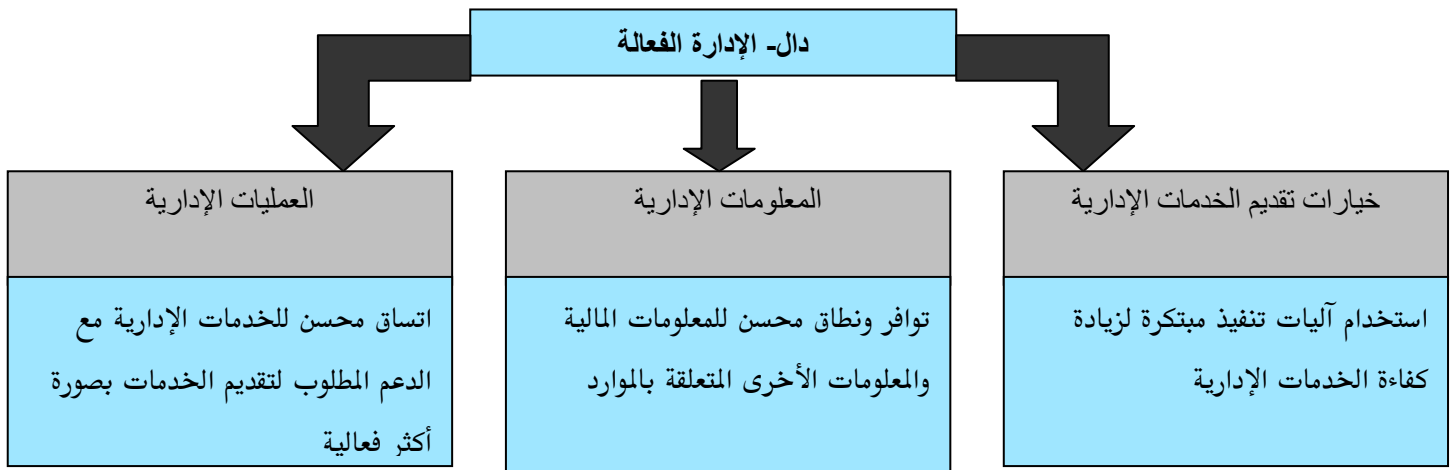 دال- الإدارة الفعالة
خيارات تقديم الخدمات الإدارية
استخدام آليات تنفيذ مبتكرة لزيادة
كفاءة الخدمات الإدارية
المعلومات الإدارية
توافر ونطاق محسن للمعلومات المالية
والمعلومات الأخرى المتعلقة بالموارد
العمليات الإدارية
اتساق محسن للخدمات الإدارية مع
الدعم المطلوب لتقديم الخدمات بصورة
أكثر فعالية